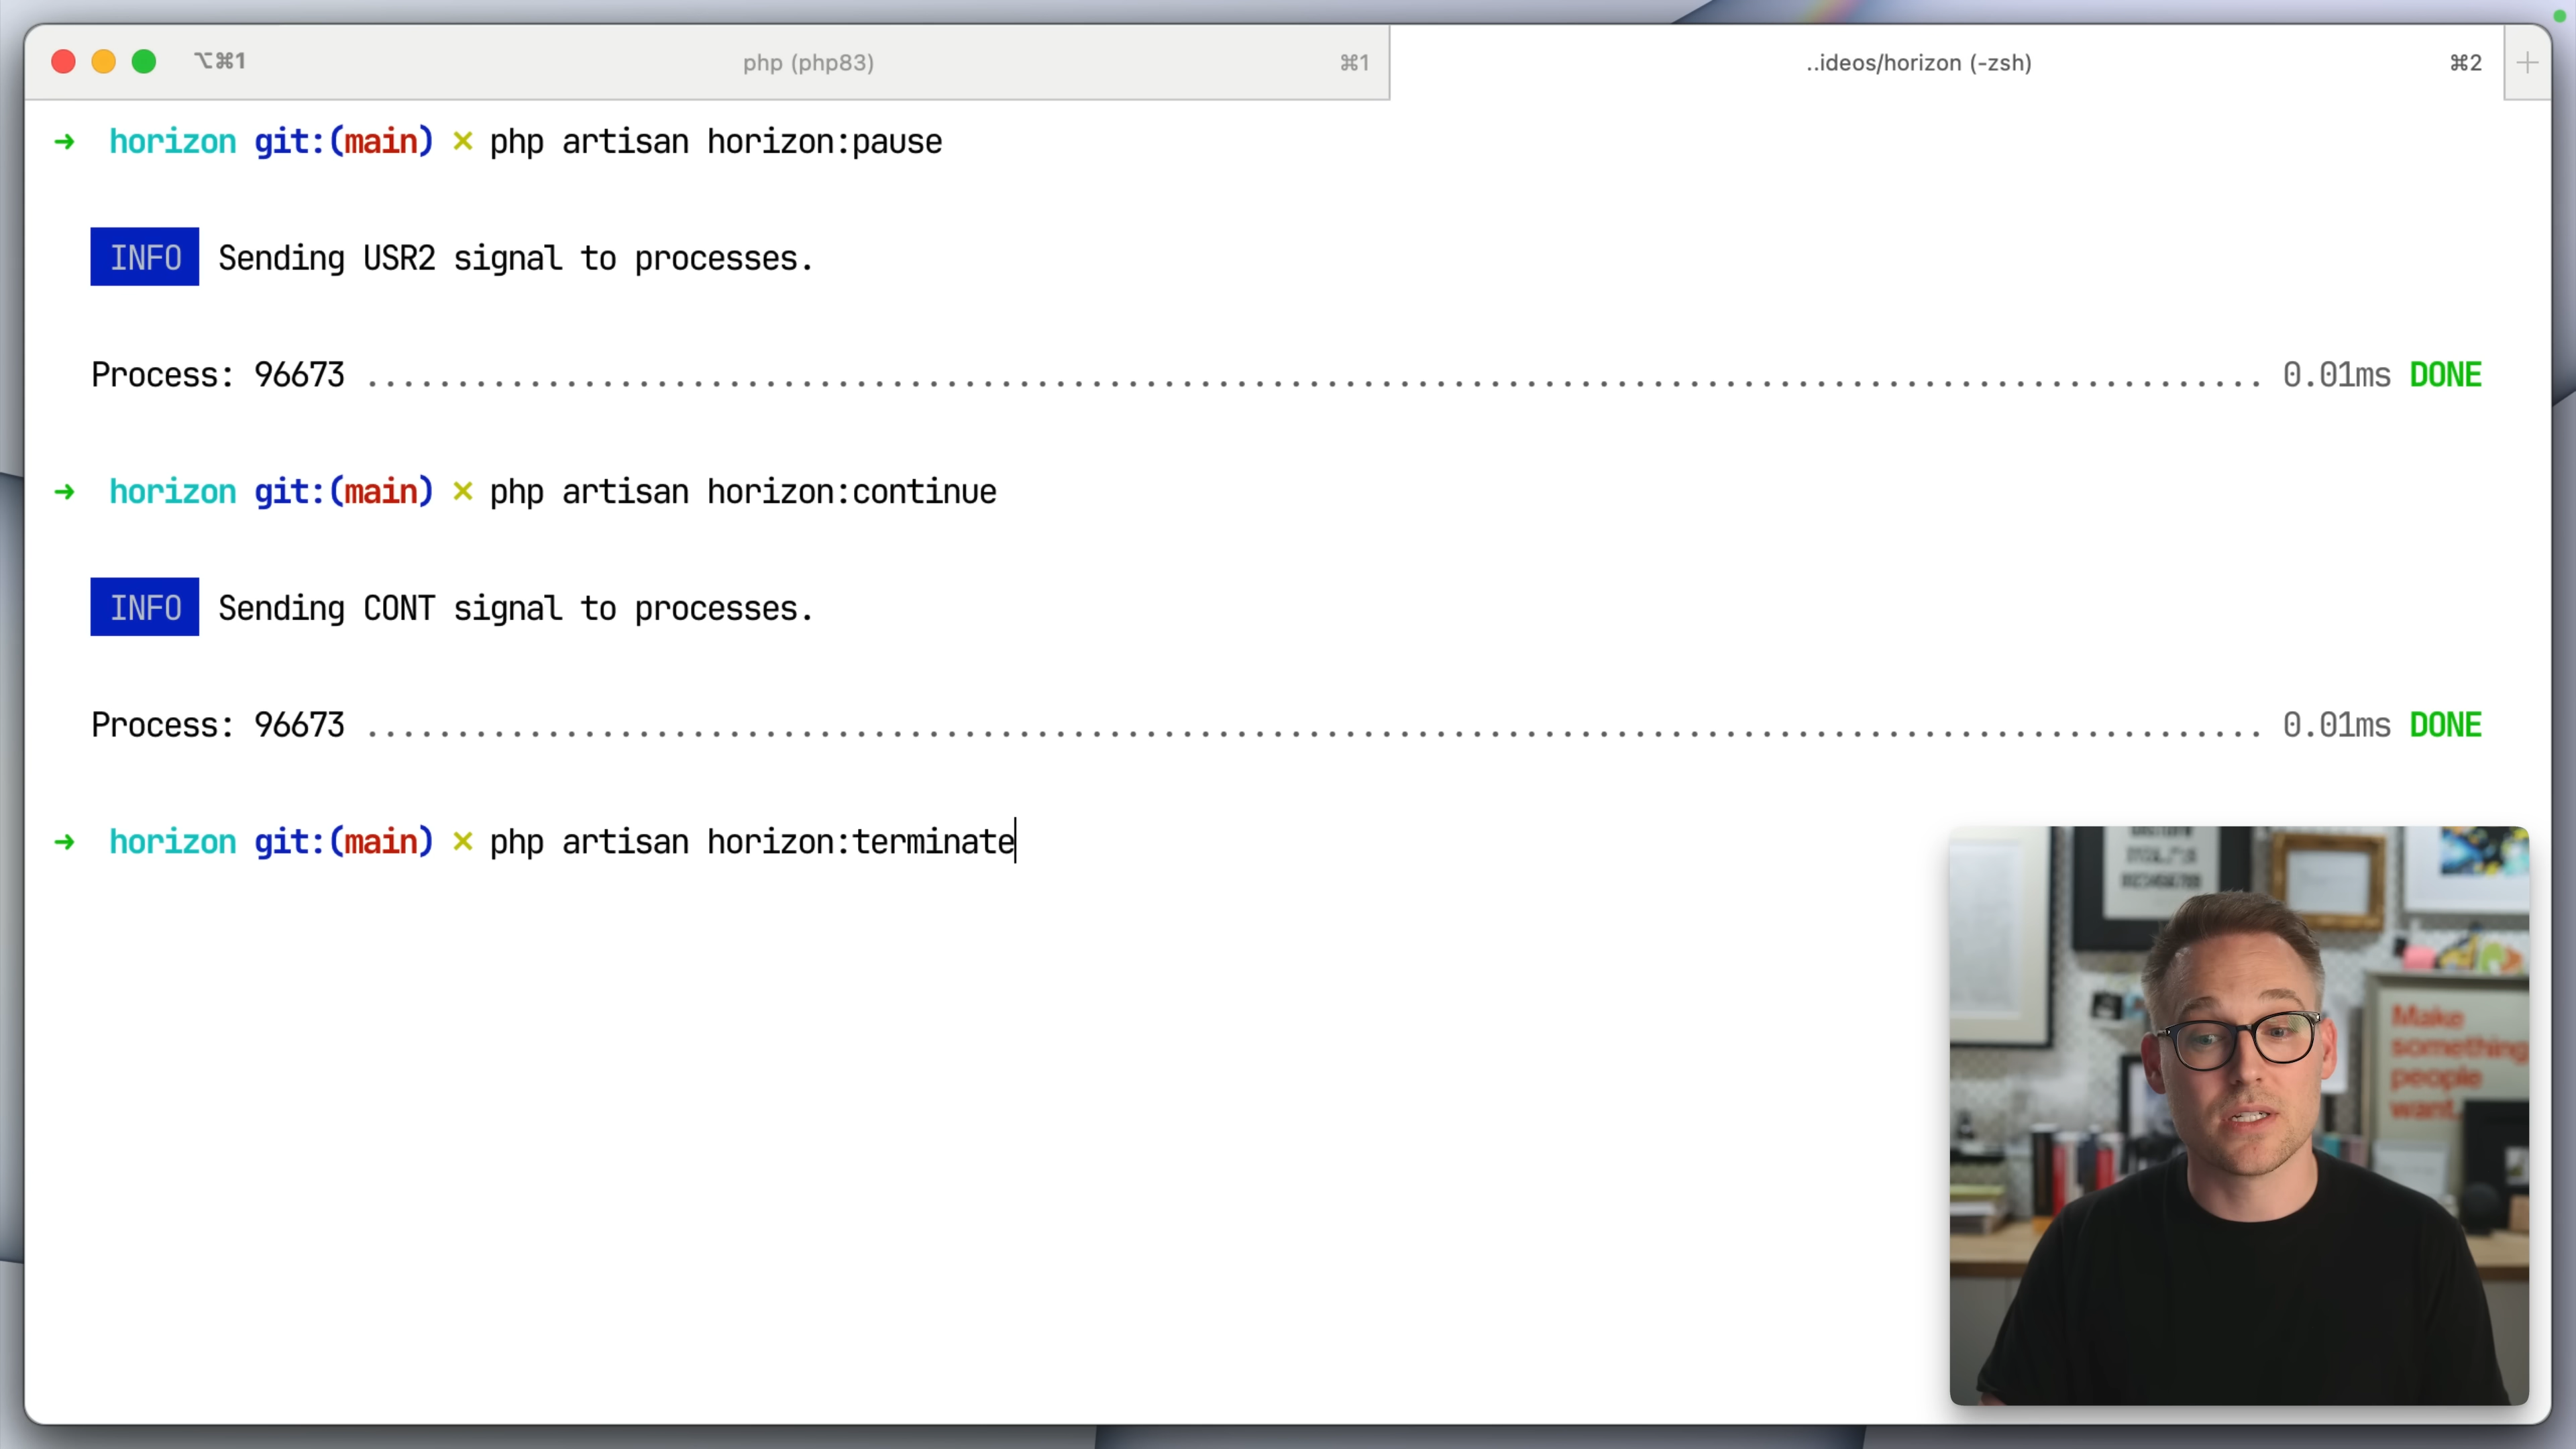 ⌥⌘1 php (php83) ⌘1 ..ideos/horizon (-zsh) ⌘2 +
➜ horizon git:(main) ✗ php artisan horizon:pause
INFO Sending USR2 signal to processes.
Process: 96673 ......................................................................................................... 0.01ms DONE
➜ horizon git:(main) ✗ php artisan horizon:continue
INFO Sending CONT signal to processes.
Process: 96673 ......................................................................................................... 0.01ms DONE
➜ horizon git:(main) ✗ php artisan horizon:terminate
Make
something
people
want.